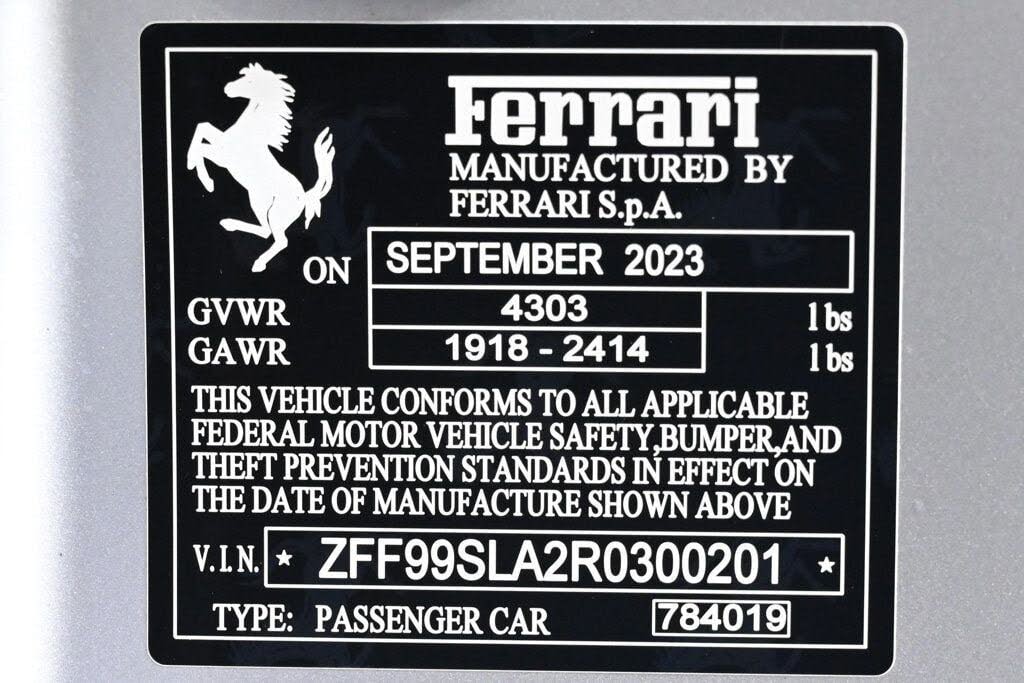 Ferrari
MANUFACTURED BY
FERRARI S.p.A.
ON SEPTEMBER 2023
GVWR 4303 lbs
GAWR 1918 - 2414 lbs
THIS VEHICLE CONFORMS TO ALL APPLICABLE
FEDERAL MOTOR VEHICLE SAFETY,BUMPER,AND
THEFT PREVENTION STANDARDS IN EFFECT ON
THE DATE OF MANUFACTURE SHOWN ABOVE
V.I.N. ★ ZFF99SLA2R0300201 ★
TYPE: PASSENGER CAR 784019